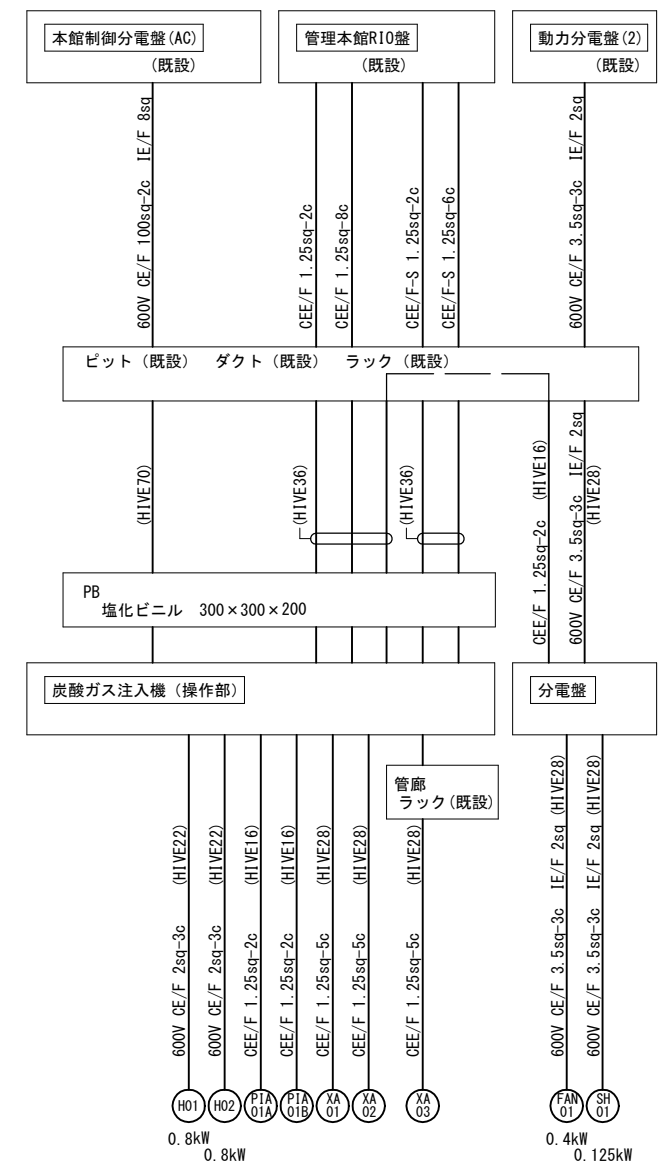 本館制御分電盤(AC)
(既設)
管理本館RIO盤
(既設)
動力分電盤(2)
(既設)
600V CE/F 100sq-2c IE/F 8sq
CEE/F 1.25sq-2c
CEE/F 1.25sq-8c
CEE/F-S 1.25sq-2c
CEE/F-S 1.25sq-6c
600V CE/F 3.5sq-3c IE/F 2sq
ピット(既設) ダクト(既設) ラック(既設)
(HIVE70)
(HIVE36)
(HIVE36)
CEE/F 1.25sq-2c (HIVE16)
600V CE/F 3.5sq-3c IE/F 2sq
(HIVE28)
PB
塩化ビニル 300×300×200
炭酸ガス注入機(操作部)
分電盤
管廊
ラック(既設)
600V CE/F 2sq-3c (HIVE22)
600V CE/F 2sq-3c (HIVE22)
CEE/F 1.25sq-2c (HIVE16)
CEE/F 1.25sq-2c (HIVE16)
CEE/F 1.25sq-5c (HIVE28)
CEE/F 1.25sq-5c (HIVE28)
CEE/F 1.25sq-5c (HIVE28)
600V CE/F 3.5sq-3c IE/F 2sq (HIVE28)
600V CE/F 3.5sq-3c IE/F 2sq (HIVE28)
H01
H02
PIA
01A
PIA
01B
XA
01
XA
02
XA
03
FAN
01
SH
01
0.8kW
0.8kW
0.4kW
0.125kW